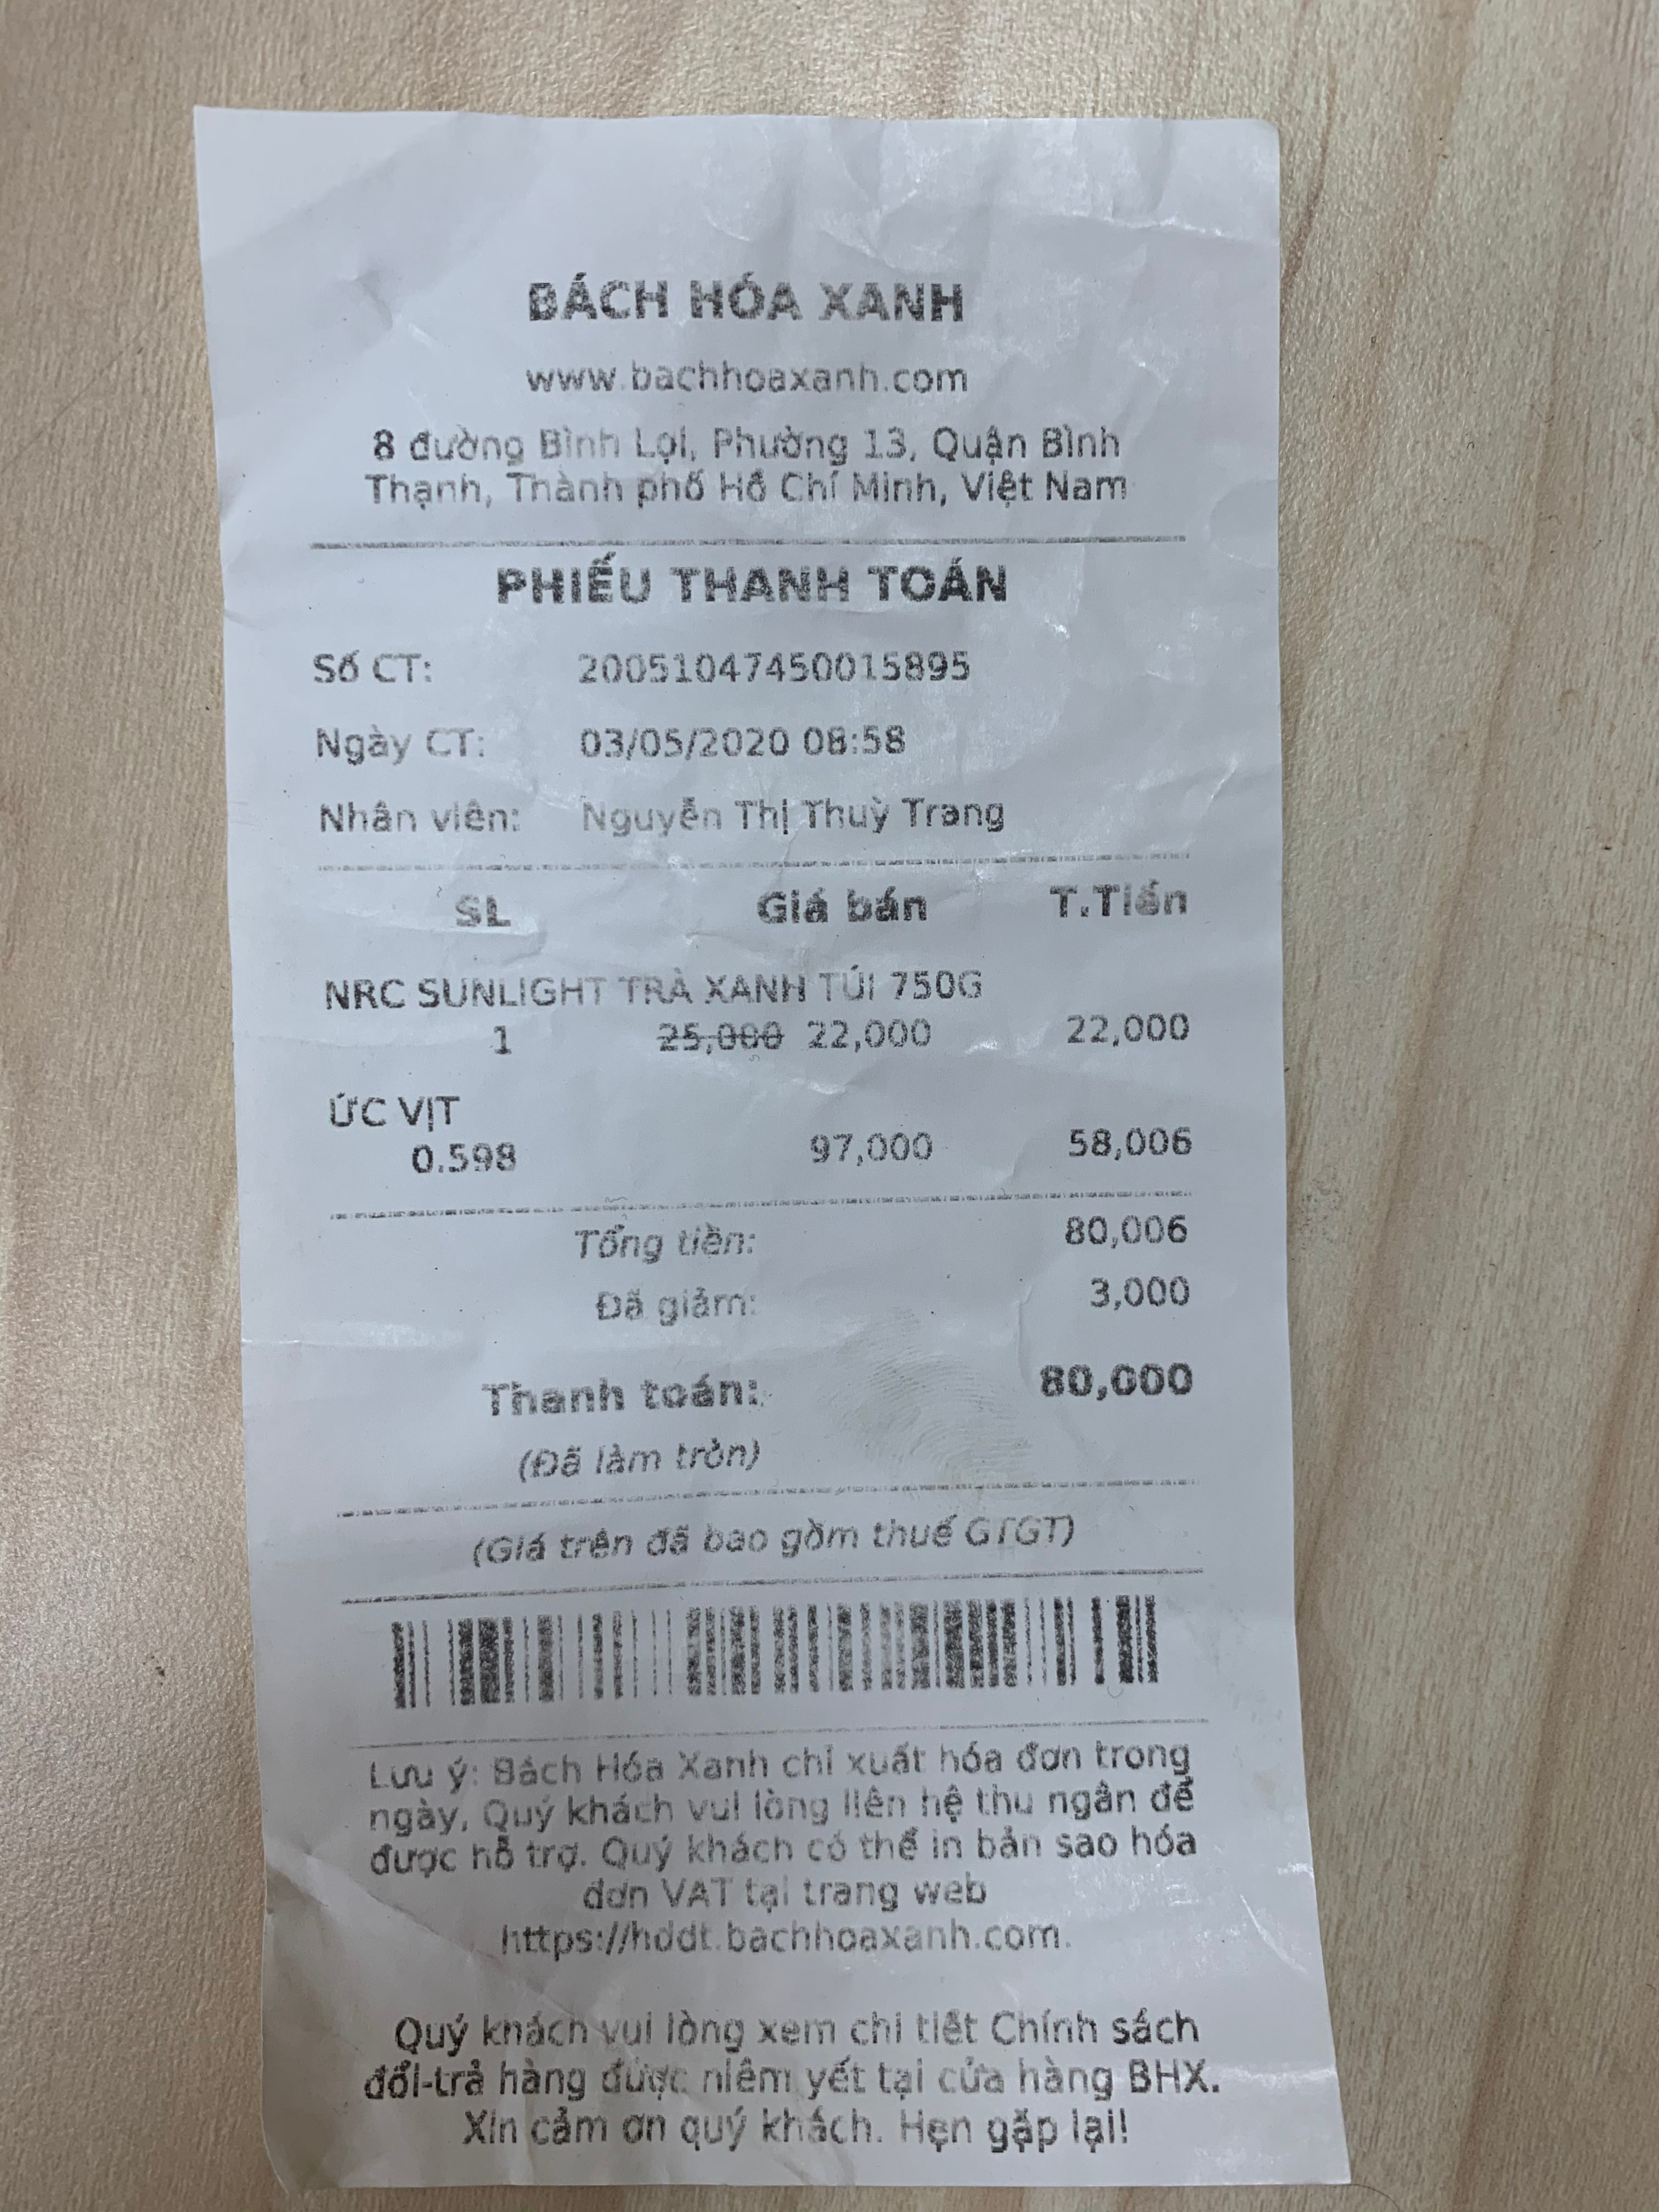 BÁCH HÓA XANH
www.bachhoaxanh.com
8 đường Bình Lợi, Phường 13, Quận Bình
Thạnh, Thành phố Hồ Chí Minh, Việt Nam
PHIẾU THANH TOÁN
Số CT: 20051047450015895
Ngày CT: 03/05/2020 08:58
Nhân viên: Nguyễn Thị Thuỳ Trang
SL Giá bán T.Tiền
NRC SUNLIGHT TRÀ XANH TÚI 750G
1 25,000 22,000 22,000
ỨC VỊT
0.598 97,000 58,006
Tổng tiền: 80,006
Đã giảm: 3,000
Thanh toán: 80,000
(Đã làm tròn)
(Giá trên đã bao gồm thuế GTGT)
Lưu ý: Bách Hóa Xanh chỉ xuất hóa đơn trong
ngày, Quý khách vui lòng liên hệ thu ngân để
được hỗ trợ. Quý khách có thể in bản sao hóa
đơn VAT tại trang web
https://hddt.bachhoaxanh.com.
Quý khách vui lòng xem chi tiết Chính sách
đổi-trả hàng được niêm yết tại cửa hàng BHX.
Xin cảm ơn quý khách. Hẹn gặp lại!